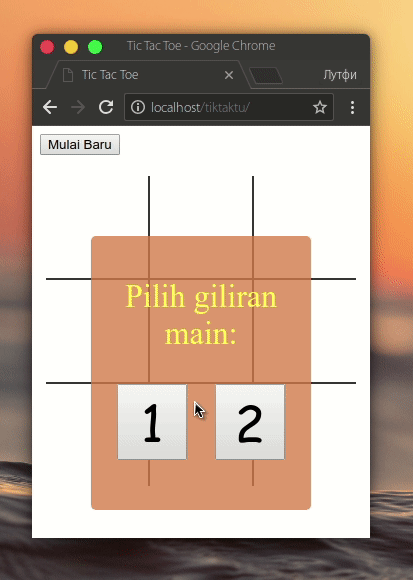 Tic Tac Toe - Google Chrome
Tic Tac Toe
Лутфи
localhost/tiktaktu/
Mulai Baru
Pilih giliran
main:
1 2